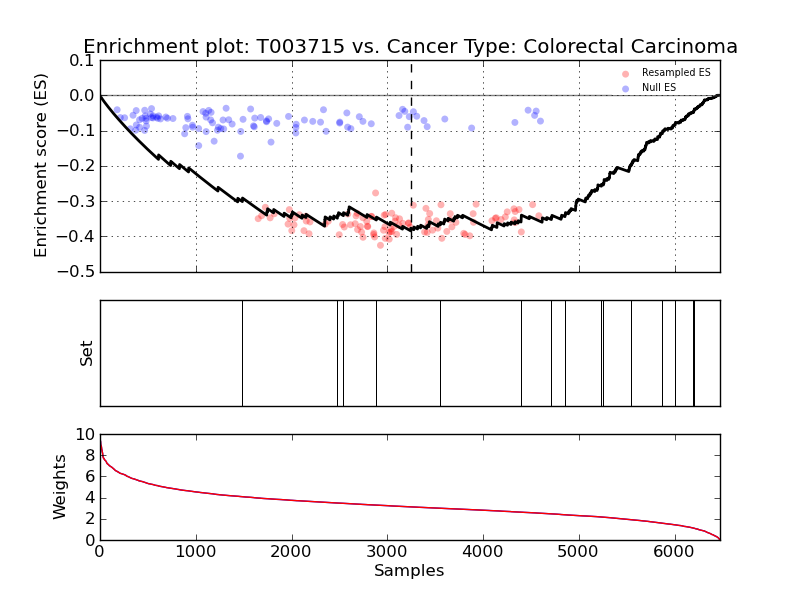 Enrichment plot: T003715 vs. Cancer Type: Colorectal Carcinoma
0.1
0.0
−0.1
−0.2
−0.3
−0.4
−0.5
Enrichment score (ES)
Resampled ES
Null ES
Set
10
8
6
4
2
0
Weights
0 1000 2000 3000 4000 5000 6000
Samples